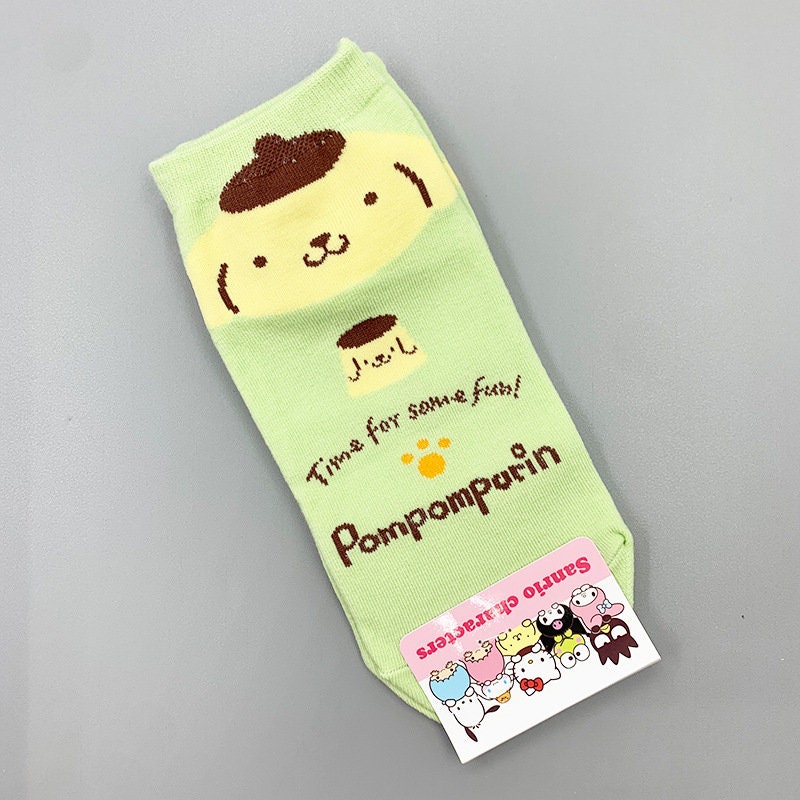 Time for some fun!
Pompompurin
Sanrio characters